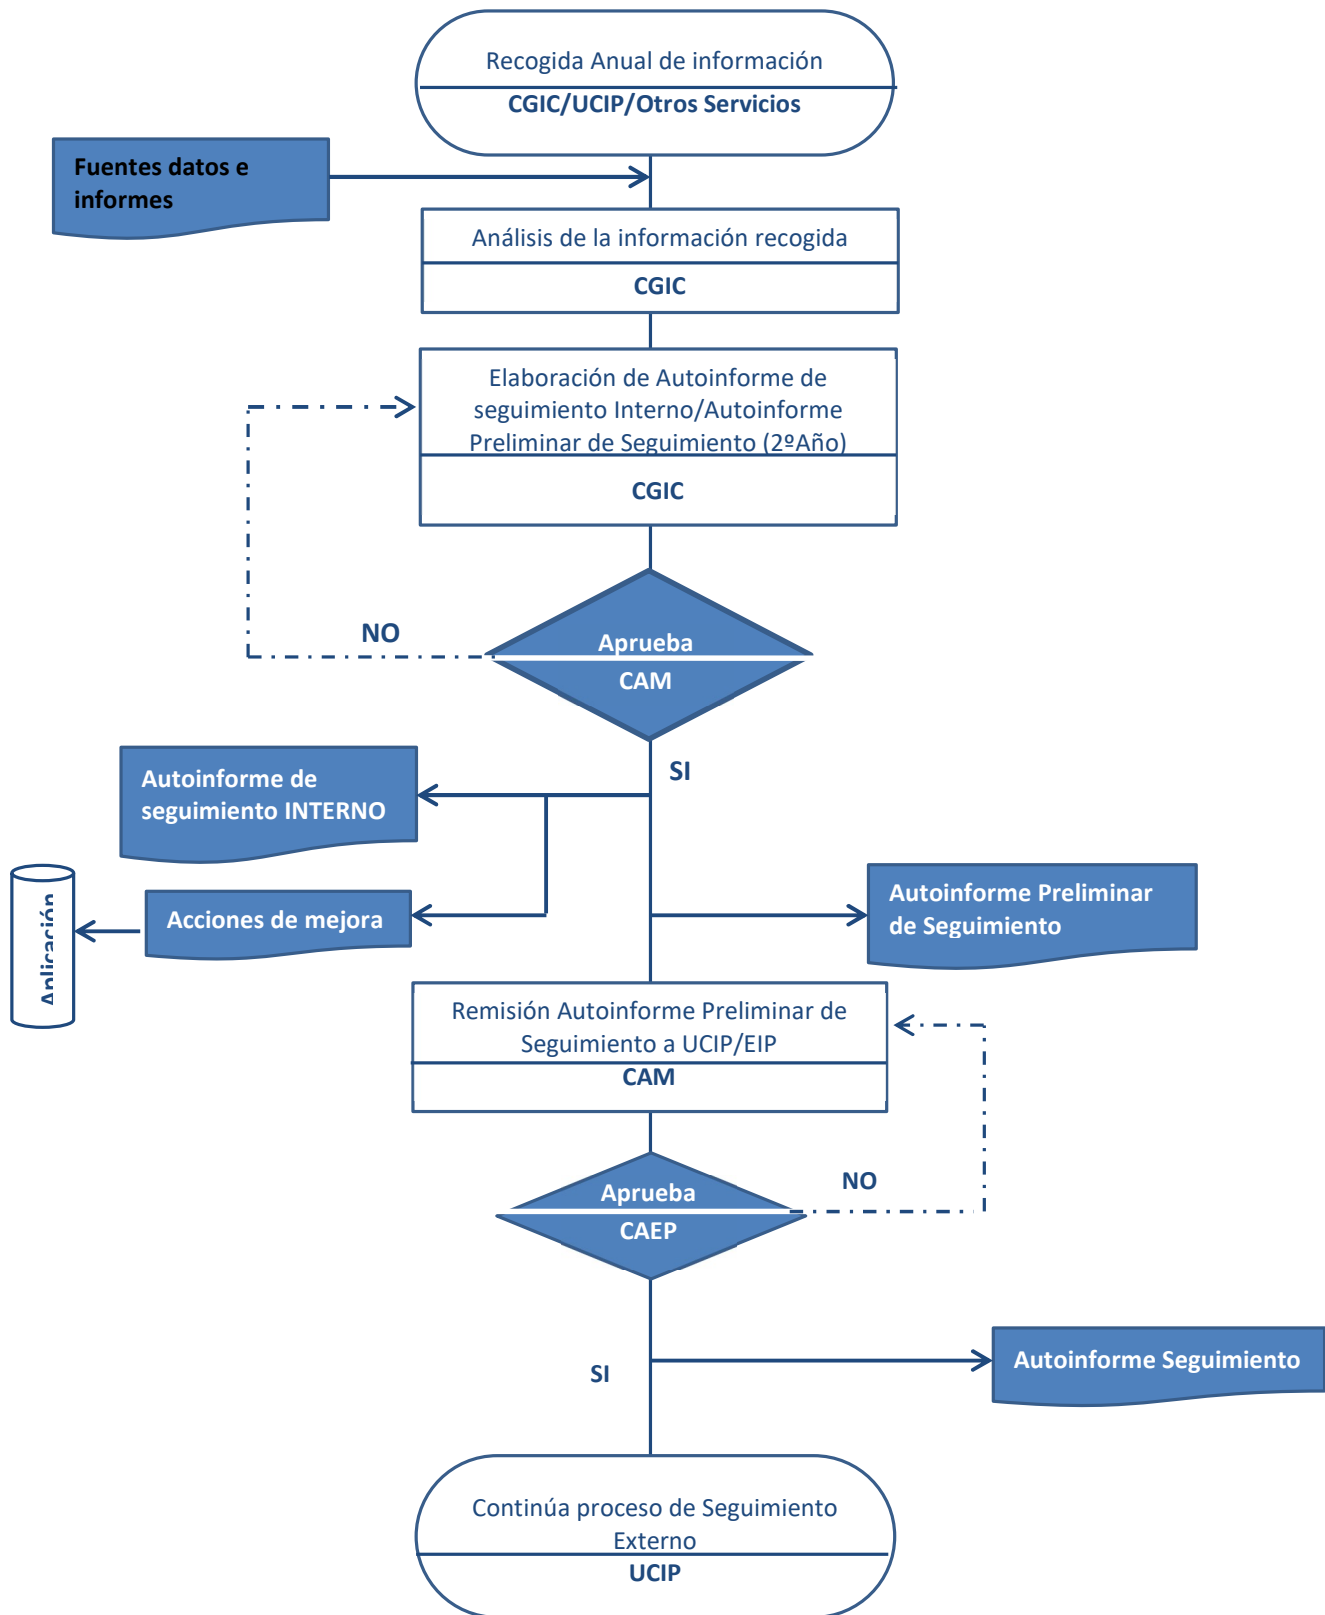 Recogida Anual de información
CGIC/UCIP/Otros Servicios
Fuentes datos e
informes
Análisis de la información recogida
CGIC
Elaboración de Autoinforme de
seguimiento Interno/Autoinforme
Preliminar de Seguimiento (2ºAño)
CGIC
NO
Aprueba
CAM
SI
Autoinforme de
seguimiento INTERNO
Aplicación
Acciones de mejora
Autoinforme Preliminar
de Seguimiento
Remisión Autoinforme Preliminar de
Seguimiento a UCIP/EIP
CAM
Aprueba
CAEP
NO
SI
Autoinforme Seguimiento
Continúa proceso de Seguimiento
Externo
UCIP